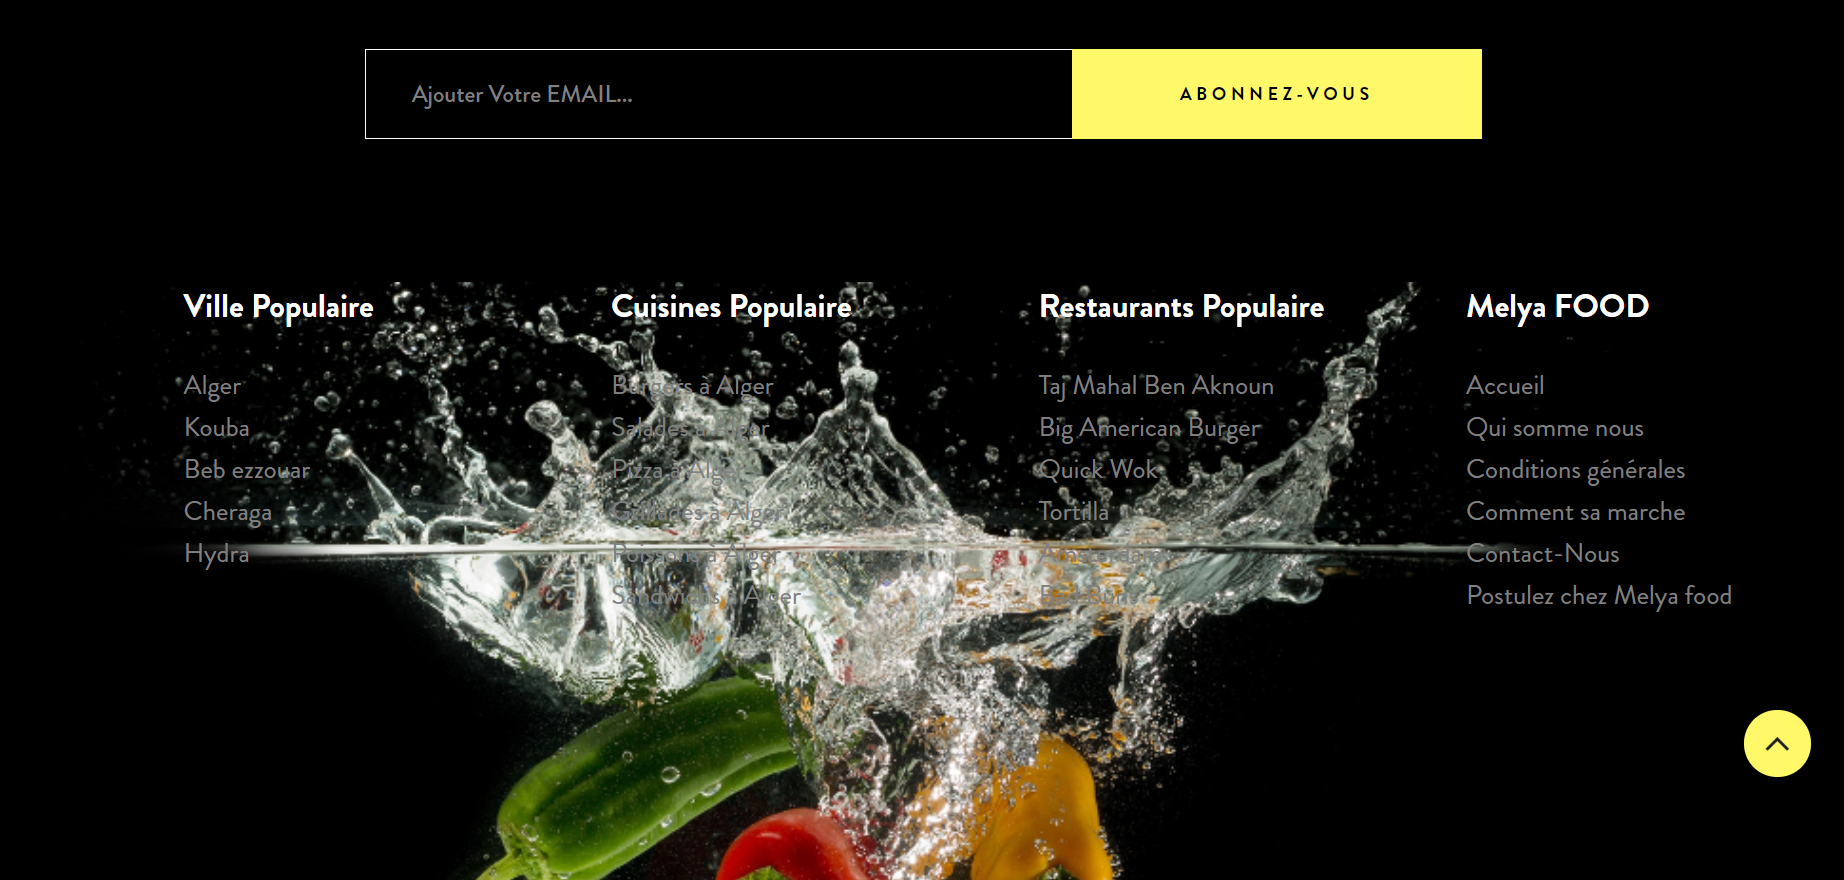 Ajouter Votre EMAIL...
ABONNEZ-VOUS
Ville Populaire
Alger
Kouba
Beb ezzouar
Cheraga
Hydra
Cuisines Populaire
Burgers à Alger
Salades à Alger
Pizza à Alger
Grillades à Alger
Poissons à Alger
Sandwichs à Alger
Restaurants Populaire
Taj Mahal Ben Aknoun
Big American Burger
Quick Wok
Tortilla
Melya FOOD
Accueil
Qui somme nous
Conditions générales
Comment sa marche
Contact-Nous
Postulez chez Melya food